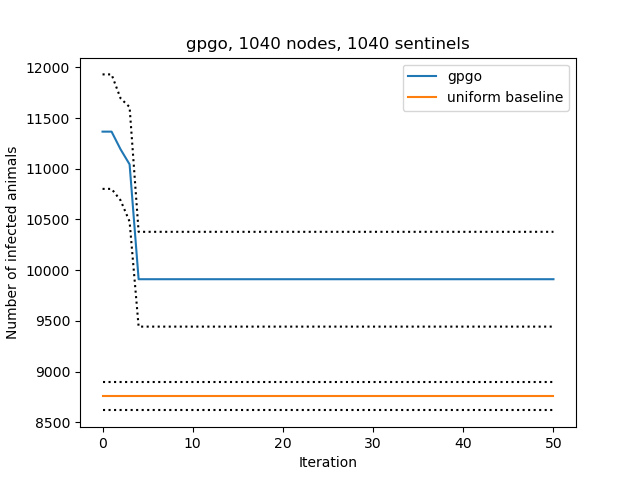 gpgo, 1040 nodes, 1040 sentinels
gpgo
uniform baseline
Number of infected animals
12000
11500
11000
10500
10000
9500
9000
8500
0 10 20 30 40 50
Iteration